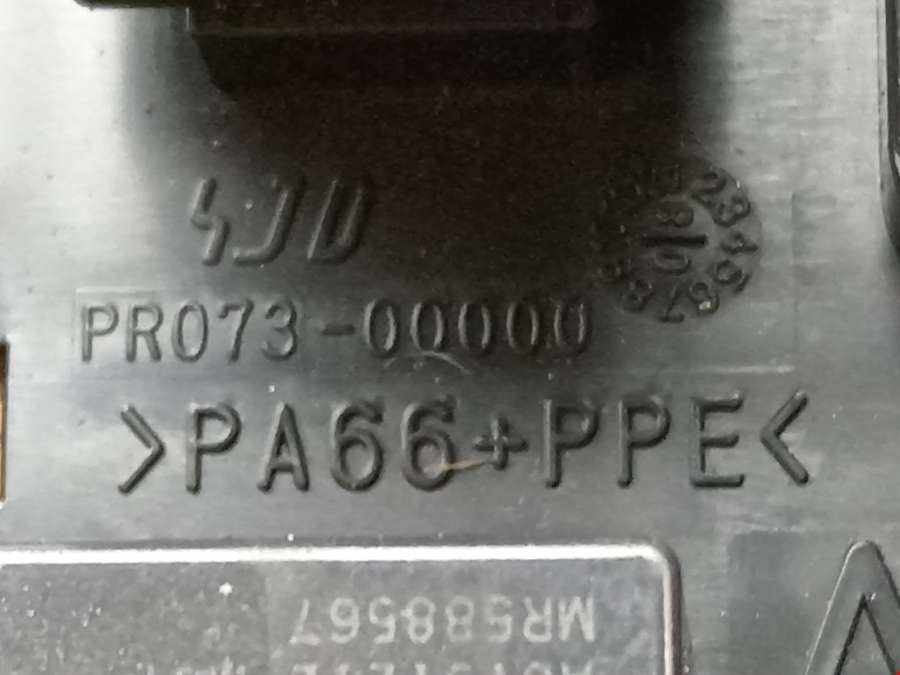 SJD
PR073-00000
>PA66+PPE<
MR588567